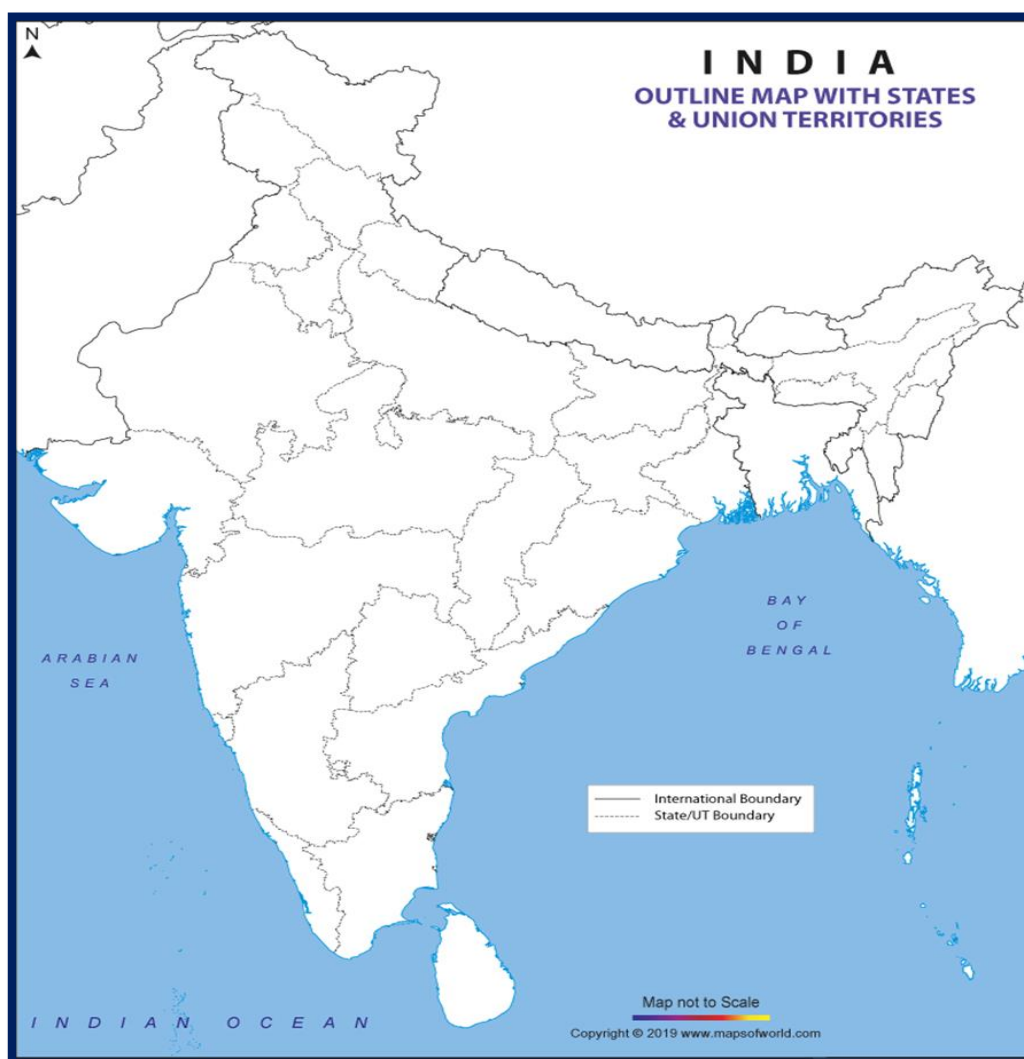 N
INDIA
OUTLINE MAP WITH STATES
& UNION TERRITORIES
BAY
OF
BENGAL
ARABIAN
SEA
International Boundary
State/UT Boundary
Map not to Scale
INDIAN OCEAN
Copyright © 2019 www.mapsofworld.com